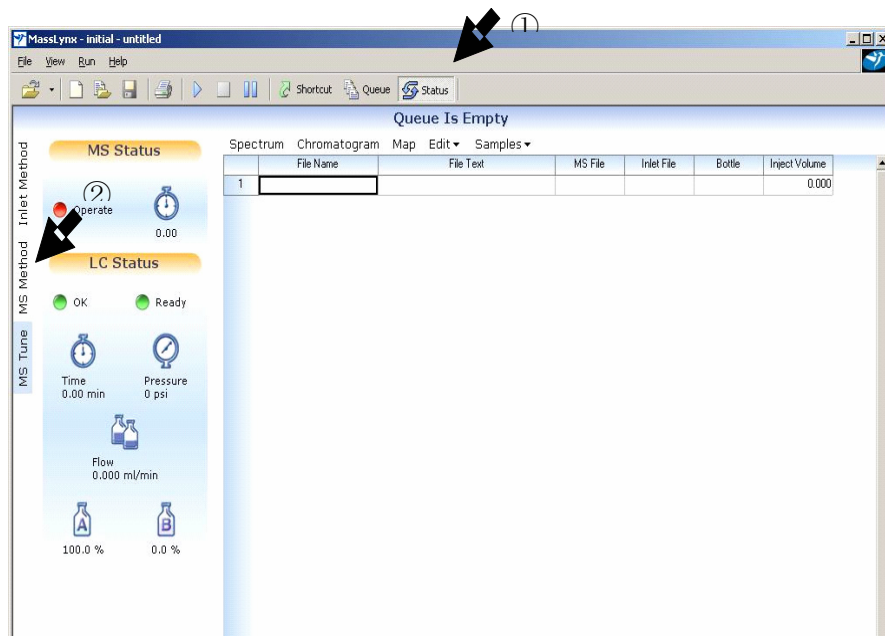 ①
MassLynx - initial - untitled
File View Run Help
Shortcut Queue Status
Queue Is Empty
Inlet Method
MS Method
MS Tune
MS Status
②
Operate
0.00
LC Status
OK Ready
Time Pressure
0.00 min 0 psi
Flow
0.000 ml/min
A B
100.0 % 0.0 %
Spectrum Chromatogram Map Edit Samples
File Name File Text MS File Inlet File Bottle Inject Volume
1 0.000